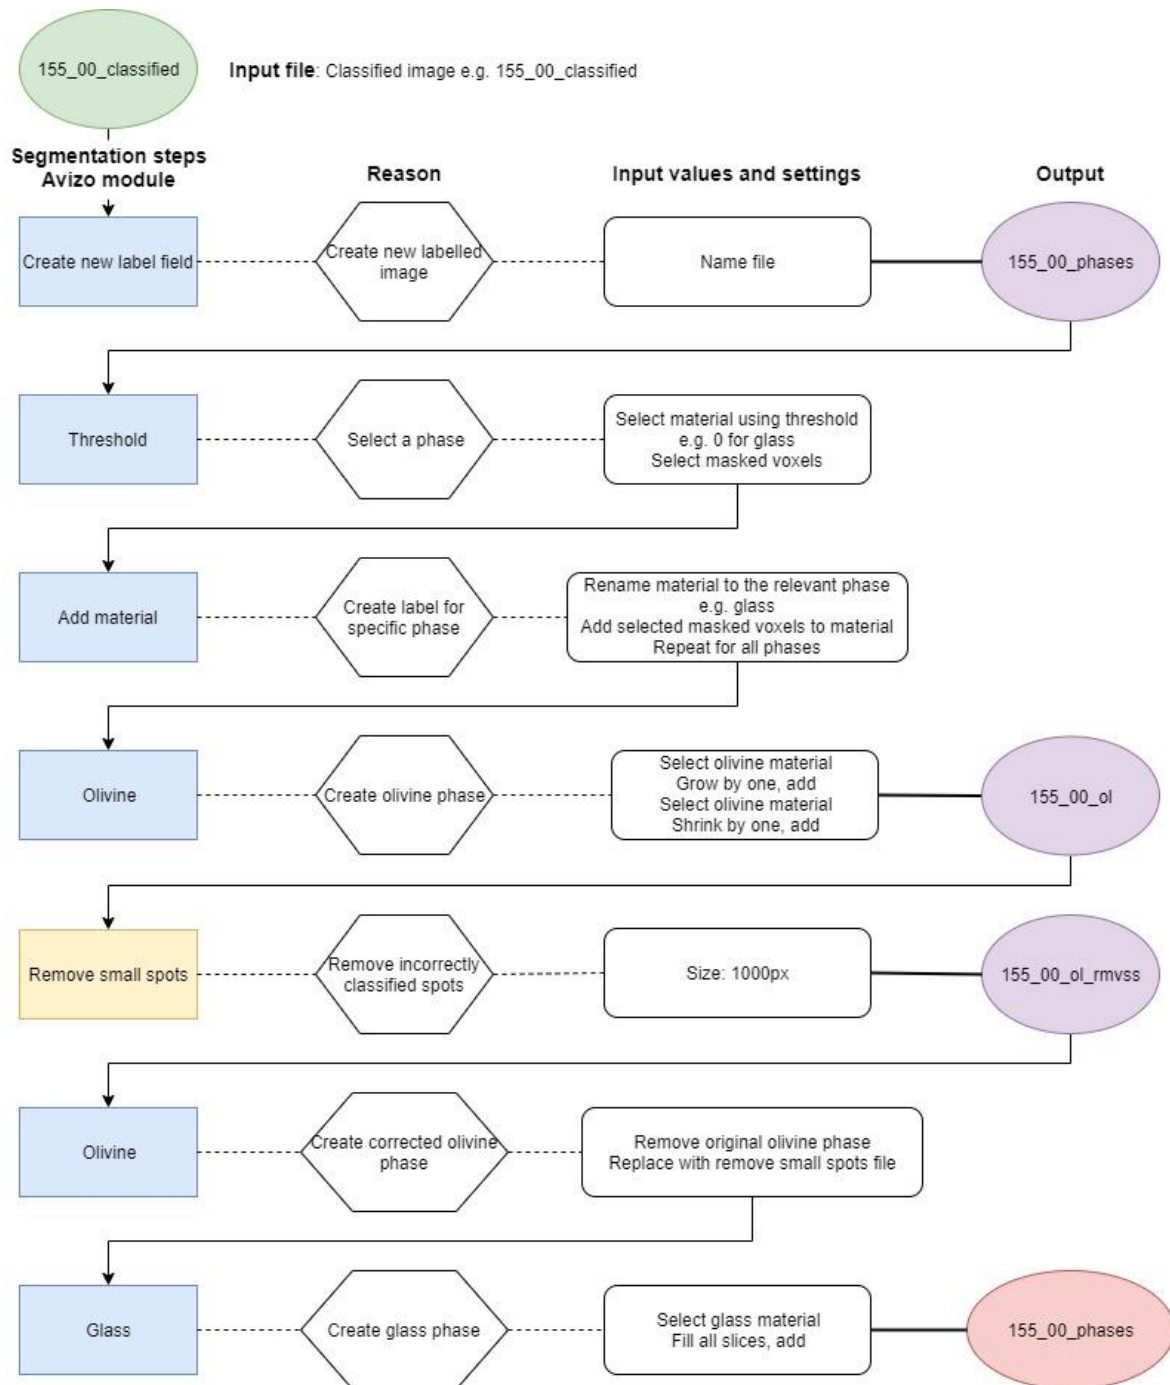 155_00_classified
Input file: Classified image e.g. 155_00_classified
Segmentation steps
Avizo module
Reason
Input values and settings
Output
Create new label field
Create new labelled
image
Name file
155_00_phases
Threshold
Select a phase
Select material using threshold
e.g. 0 for glass
Select masked voxels
Add material
Create label for
specific phase
Rename material to the relevant phase
e.g. glass
Add selected masked voxels to material
Repeat for all phases
Olivine
Create olivine phase
Select olivine material
Grow by one, add
Select olivine material
Shrink by one, add
155_00_ol
Remove small spots
Remove incorrectly
classified spots
Size: 1000px
155_00_ol_rmvss
Olivine
Create corrected olivine
phase
Remove original olivine phase
Replace with remove small spots file
Glass
Create glass phase
Select glass material
Fill all slices, add
155_00_phases